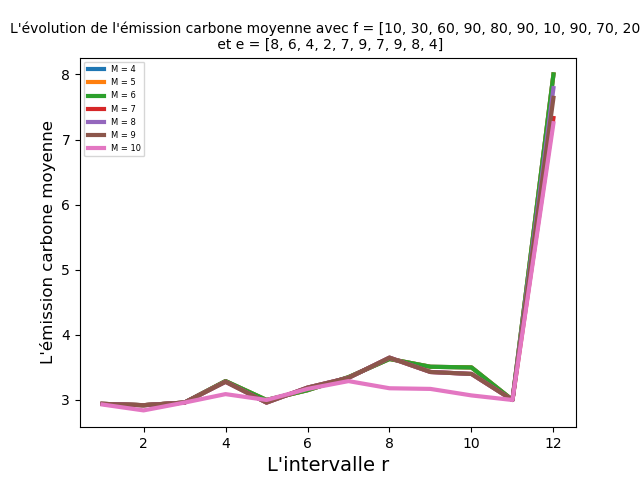 L'évolution de l'émission carbone moyenne avec f = [10, 30, 60, 90, 80, 90, 10, 90, 70, 20
et e = [8, 6, 4, 2, 7, 9, 7, 9, 8, 4]
8
7
6
5
4
3
L'émission carbone moyenne
M = 4
M = 5
M = 6
M = 7
M = 8
M = 9
M = 10
2 4 6 8 10 12
L'intervalle r